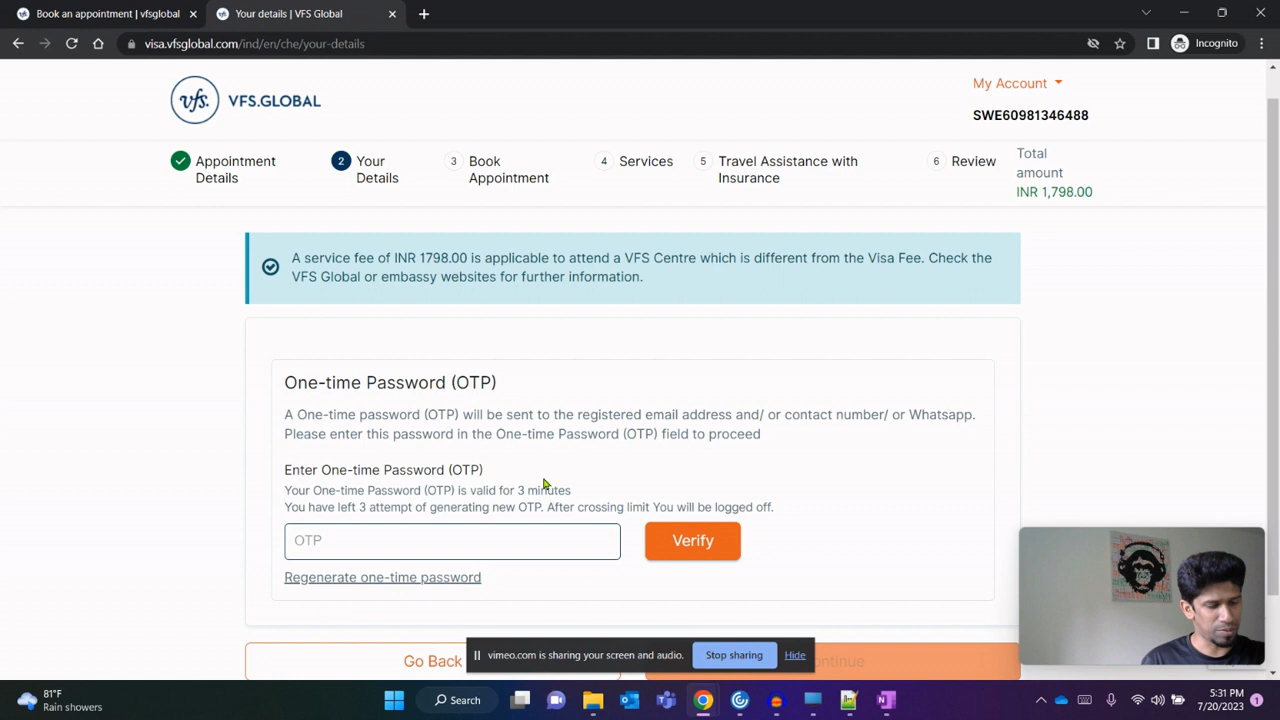 Book an appointment | vfsglobal
Your details | VFS Global
visa.vfsglobal.com/ind/en/che/your-details
Incognito
vfs. VFS.GLOBAL
My Account
SWE60981346488
Appointment Details
2 Your Details
3 Book Appointment
4 Services
5 Travel Assistance with Insurance
6 Review
Total amount
INR 1,798.00
A service fee of INR 1798.00 is applicable to attend a VFS Centre which is different from the Visa Fee. Check the
VFS Global or embassy websites for further information.
One-time Password (OTP)
A One-time password (OTP) will be sent to the registered email address and/ or contact number/ or Whatsapp.
Please enter this password in the One-time Password (OTP) field to proceed
Enter One-time Password (OTP)
Your One-time Password (OTP) is valid for 3 minutes
You have left 3 attempt of generating new OTP. After crossing limit You will be logged off.
OTP
Verify
Regenerate one-time password
Go Back
vimeo.com is sharing your screen and audio.
Stop sharing
Hide
81°F
Rain showers
Search
5:31 PM
7/20/2023